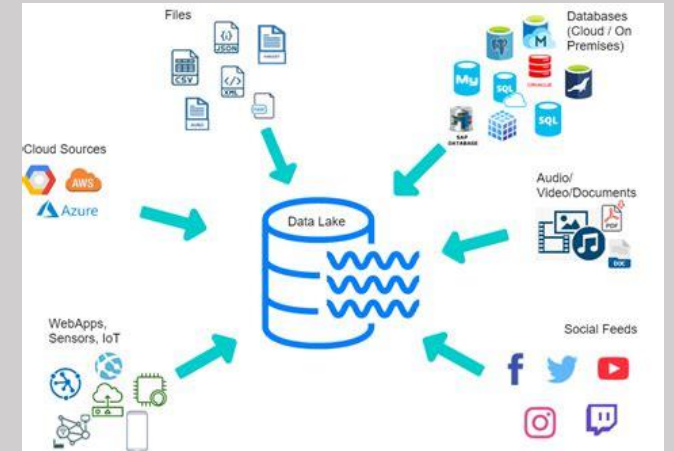 Files
{i}
JSON
CSV
</>
XML
AVRO
Databases
(Cloud / On
Premises)
M
ORACLE
My
SQL
SQL
SAP
DATABASE
Cloud Sources
AWS
Azure
Data Lake
Audio/
Video/Documents
PDF
DOC
WebApps,
Sensors, IoT
Social Feeds